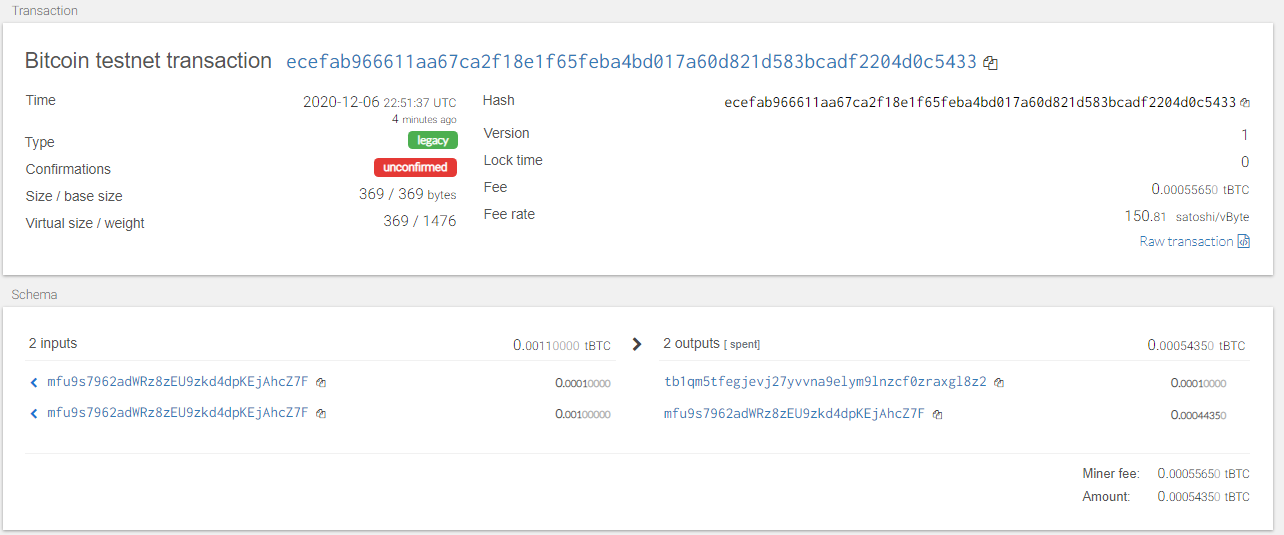 Transaction
Bitcoin testnet transaction ecefab966611aa67ca2f18e1f65feba4bd017a60d821d583bcadf2204d0c5433
Time 2020-12-06 22:51:37 UTC
4 minutes ago
Type legacy
Confirmations unconfirmed
Size / base size 369 / 369 bytes
Virtual size / weight 369 / 1476
Hash ecefab966611aa67ca2f18e1f65feba4bd017a60d821d583bcadf2204d0c5433
Version 1
Lock time 0
Fee 0.00055650 tBTC
Fee rate 150.81 satoshi/vByte
Raw transaction
Schema
2 inputs 0.00110000 tBTC
mfu9s7962adWRz8zEU9zkd4dpKEjAhcZ7F 0.00010000
mfu9s7962adWRz8zEU9zkd4dpKEjAhcZ7F 0.00100000
2 outputs [ spent] 0.00054350 tBTC
tb1qm5tfegjevj27yvvna9elym9lnzcf0zraxgl8z2 0.00010000
mfu9s7962adWRz8zEU9zkd4dpKEjAhcZ7F 0.00044350
Miner fee: 0.00055650 tBTC
Amount: 0.00054350 tBTC